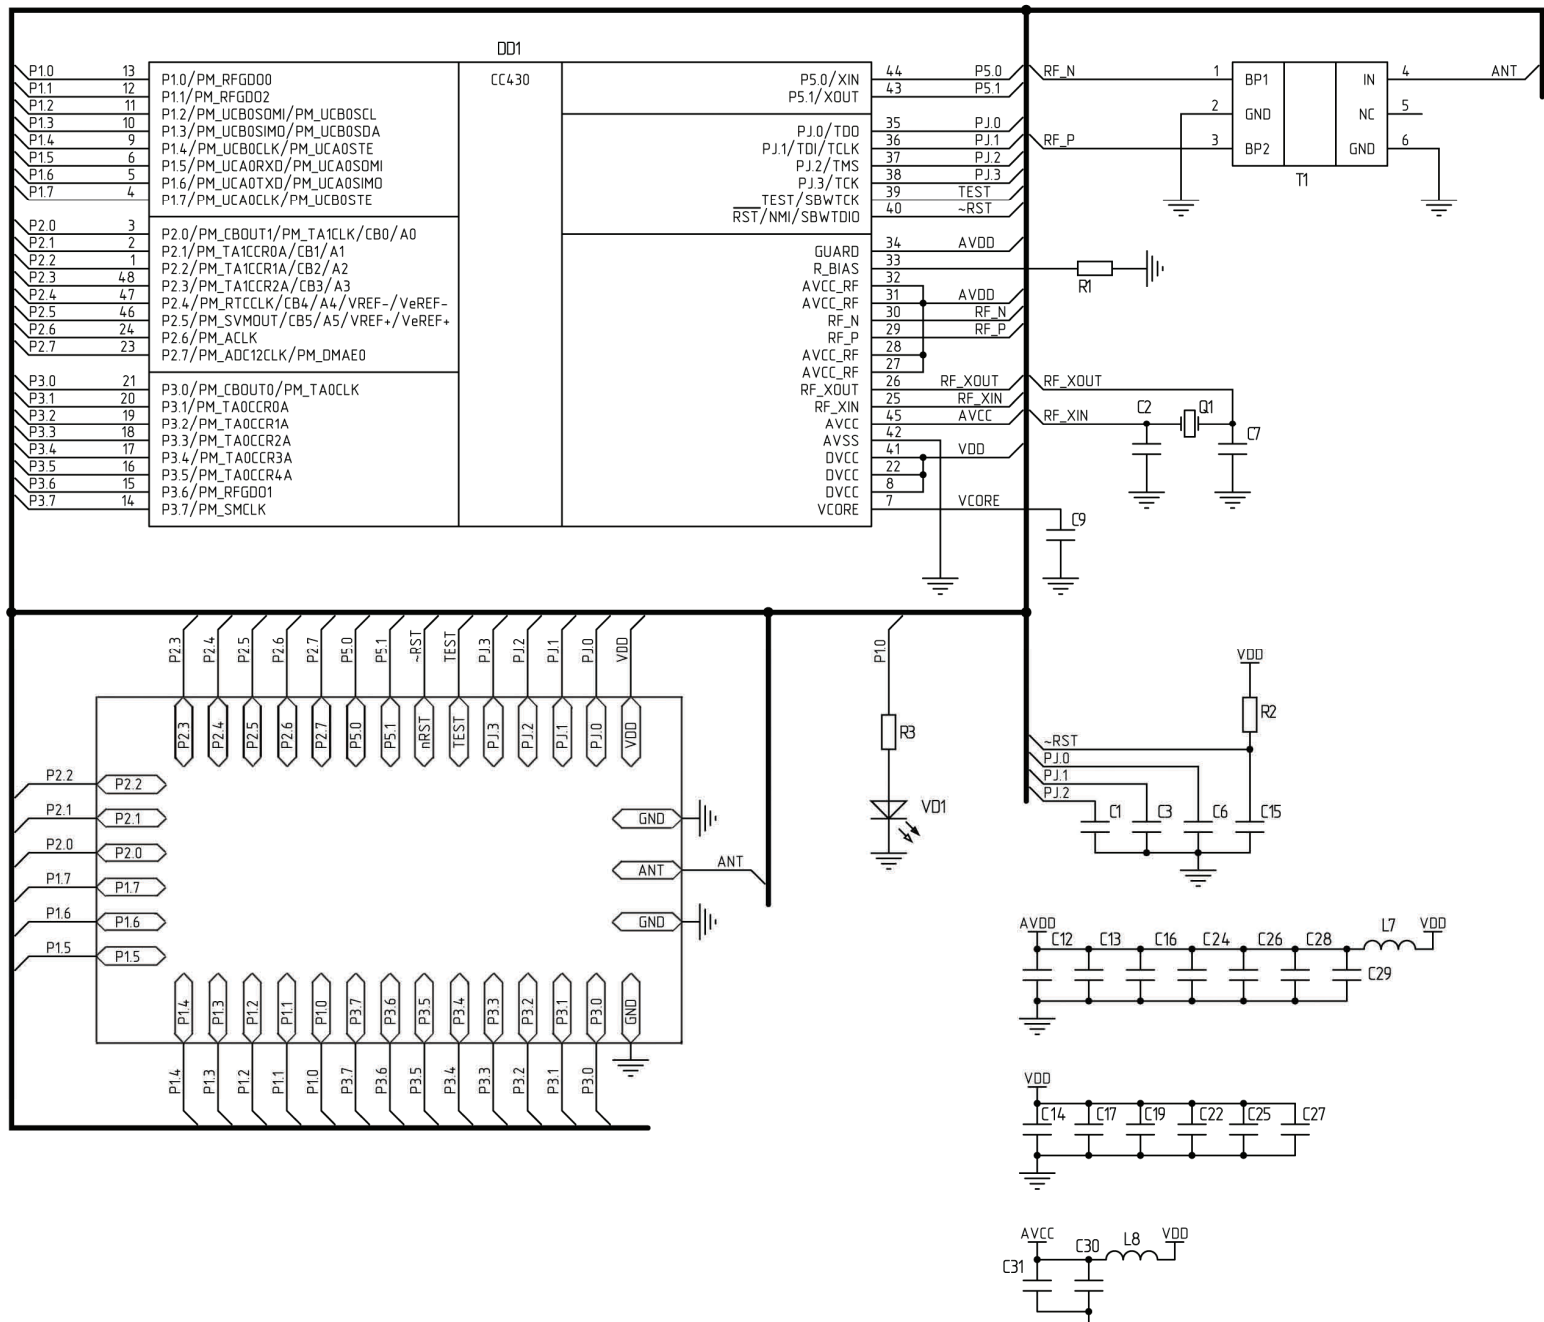 DD1
CC430
P1.0 13 P1.0/PM_RFGDO0
P1.1 12 P1.1/PM_RFGDO2
P1.2 11 P1.2/PM_UCB0SOMI/PM_UCB0SCL
P1.3 10 P1.3/PM_UCB0SIMO/PM_UCB0SDA
P1.4 9 P1.4/PM_UCB0CLK/PM_UCA0STE
P1.5 6 P1.5/PM_UCA0RXD/PM_UCA0SOMI
P1.6 5 P1.6/PM_UCA0TXD/PM_UCA0SIMO
P1.7 4 P1.7/PM_UCA0CLK/PM_UCB0STE
P2.0 3 P2.0/PM_CBOUT1/PM_TA1CLK/CB0/A0
P2.1 2 P2.1/PM_TA1CCR0A/CB1/A1
P2.2 1 P2.2/PM_TA1CCR1A/CB2/A2
P2.3 48 P2.3/PM_TA1CCR2A/CB3/A3
P2.4 47 P2.4/PM_RTCCLK/CB4/A4/VREF-/VeREF-
P2.5 46 P2.5/PM_SVMOUT/CB5/A5/VREF+/VeREF+
P2.6 24 P2.6/PM_ACLK
P2.7 23 P2.7/PM_ADC12CLK/PM_DMAE0
P3.0 21 P3.0/PM_CBOUT0/PM_TA0CLK
P3.1 20 P3.1/PM_TA0CCR0A
P3.2 19 P3.2/PM_TA0CCR1A
P3.3 18 P3.3/PM_TA0CCR2A
P3.4 17 P3.4/PM_TA0CCR3A
P3.5 16 P3.5/PM_TA0CCR4A
P3.6 15 P3.6/PM_RFGDO1
P3.7 14 P3.7/PM_SMCLK
P5.0/XIN 44 P5.0
P5.1/XOUT 43 P5.1
PJ.0/TDO 35 PJ.0
PJ.1/TDI/TCLK 36 PJ.1
PJ.2/TMS 37 PJ.2
PJ.3/TCK 38 PJ.3
TEST/SBWTCK 39 TEST
RST/NMI/SBWTDIO 40 ~RST
GUARD 34 AVDD
R_BIAS 33
AVCC_RF 32
AVCC_RF 31 AVDD
RF_N 30 RF_N
RF_P 29 RF_P
AVCC_RF 28
AVCC_RF 27
RF_XOUT 26 RF_XOUT
RF_XIN 25 RF_XIN
AVCC 45 AVCC
AVSS 42
DVCC 41 VDD
DVCC 22
DVCC 8
VCORE 7 VCORE
RF_N 1 BP1 IN 4 ANT
2 GND NC 5
RF_P 3 BP2 GND 6
T1
R1
RF_XOUT
RF_XIN C2 Q1
C7
C9
P2.3 P2.4 P2.5 P2.6 P2.7 P5.0 P5.1 ~RST TEST PJ.3 PJ.2 PJ.1 PJ.0 VDD
P2.3 P2.4 P2.5 P2.6 P2.7 P5.0 P5.1 nRST TEST PJ.3 PJ.2 PJ.1 PJ.0 VDD
P2.2 P2.2
P2.1 P2.1
P2.0 P2.0
P1.7 P1.7
P1.6 P1.6
P1.5 P1.5
GND
ANT ANT
GND
P1.4 P1.3 P1.2 P1.1 P1.0 P3.7 P3.6 P3.5 P3.4 P3.3 P3.2 P3.1 P3.0 GND
P1.4 P1.3 P1.2 P1.1 P1.0 P3.7 P3.6 P3.5 P3.4 P3.3 P3.2 P3.1 P3.0
P1.0
R3
VD1
VDD
R2
~RST
PJ.0
PJ.1
PJ.2
C1 C3 C6 C15
AVDD C12 C13 C16 C24 C26 C28 L7 VDD
C29
VDD
C14 C17 C19 C22 C25 C27
AVCC C30 L8 VDD
C31